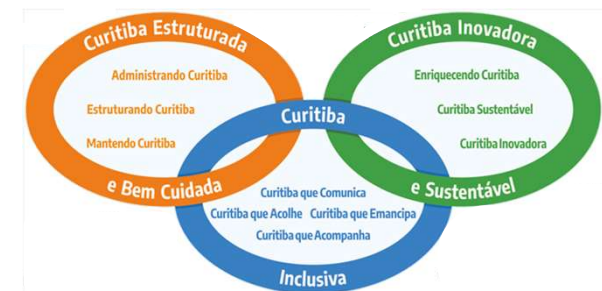 Curitiba Estruturada
Administrando Curitiba
Estruturando Curitiba
Mantendo Curitiba
e Bem Cuidada
Curitiba Inovadora
Enriquecendo Curitiba
Curitiba Sustentável
Curitiba Inovadora
e Sustentável
Curitiba
Curitiba que Comunica
Curitiba que Acolhe Curitiba que Emancipa
Curitiba que Acompanha
Inclusiva